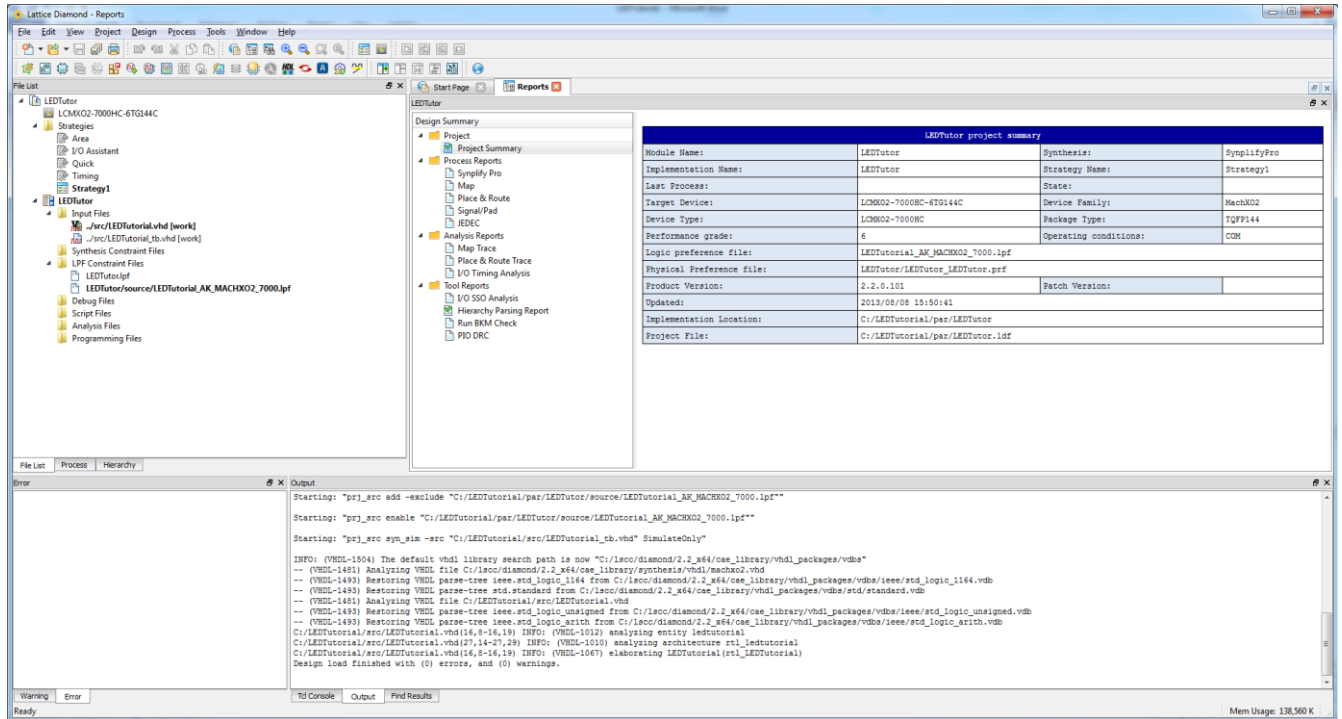 Lattice Diamond - Reports
File Edit View Project Design Process Tools Window Help
File List
LEDTutor
LCMXO2-7000HC-6TG144C
Strategies
Area
I/O Assistant
Quick
Timing
Strategy1
LEDTutor
Input Files
../src/LEDTutorial.vhd [work]
../src/LEDTutorial_tb.vhd [work]
Synthesis Constraint Files
LPF Constraint Files
LEDTutor.lpf
LEDTutor/source/LEDTutorial_AK_MACHXO2_7000.lpf
Debug Files
Script Files
Analysis Files
Programming Files
File List Process Hierarchy
Start Page Reports
LEDTutor
Design Summary
Project
Project Summary
Process Reports
Synplify Pro
Map
Place & Route
Signal/Pad
JEDEC
Analysis Reports
Map Trace
Place & Route Trace
I/O Timing Analysis
Tool Reports
I/O SSO Analysis
Hierarchy Parsing Report
Run BKM Check
PIO DRC
LEDTutor project summary
Module Name: LEDTutor Synthesis: SynplifyPro
Implementation Name: LEDTutor Strategy Name: Strategy1
Last Process: State:
Target Device: LCMXO2-7000HC-6TG144C Device Family: MachXO2
Device Type: LCMXO2-7000HC Package Type: TQFP144
Performance grade: 6 Operating conditions: COM
Logic preference file: LEDTutorial_AK_MACHXO2_7000.lpf
Physical Preference file: LEDTutor/LEDTutor_LEDTutor.prf
Product Version: 2.2.0.101 Patch Version:
Updated: 2013/08/08 15:50:41
Implementation Location: C:/LEDTutorial/par/LEDTutor
Project File: C:/LEDTutorial/par/LEDTutor.ldf
Error
Warning Error
Output
Starting: "prj_src add -exclude "C:/LEDTutorial/par/LEDTutor/source/LEDTutorial_AK_MACHXO2_7000.lpf""
Starting: "prj_src enable "C:/LEDTutorial/par/LEDTutor/source/LEDTutorial_AK_MACHXO2_7000.lpf""
Starting: "prj_src syn_sim -src "C:/LEDTutorial/src/LEDTutorial_tb.vhd" SimulateOnly"
INFO: (VHDL-1504) The default vhdl library search path is now "C:/lscc/diamond/2.2_x64/cae_library/vhdl_packages/vdbs"
-- (VHDL-1481) Analyzing VHDL file C:/lscc/diamond/2.2_x64/cae_library/synthesis/vhdl/machxo2.vhd
-- (VHDL-1493) Restoring VHDL parse-tree ieee.std_logic_1164 from C:/lscc/diamond/2.2_x64/cae_library/vhdl_packages/vdbs/ieee/std_logic_1164.vdb
-- (VHDL-1493) Restoring VHDL parse-tree std.standard from C:/lscc/diamond/2.2_x64/cae_library/vhdl_packages/vdbs/std/standard.vdb
-- (VHDL-1481) Analyzing VHDL file C:/LEDTutorial/src/LEDTutorial.vhd
-- (VHDL-1493) Restoring VHDL parse-tree ieee.std_logic_unsigned from C:/lscc/diamond/2.2_x64/cae_library/vhdl_packages/vdbs/ieee/std_logic_unsigned.vdb
-- (VHDL-1493) Restoring VHDL parse-tree ieee.std_logic_arith from C:/lscc/diamond/2.2_x64/cae_library/vhdl_packages/vdbs/ieee/std_logic_arith.vdb
C:/LEDTutorial/src/LEDTutorial.vhd(16,8-16,19) INFO: (VHDL-1012) analyzing entity ledtutorial
C:/LEDTutorial/src/LEDTutorial.vhd(27,14-27,29) INFO: (VHDL-1010) analyzing architecture rtl_ledtutorial
C:/LEDTutorial/src/LEDTutorial.vhd(16,8-16,19) INFO: (VHDL-1067) elaborating LEDTutorial(rtl_LEDTutorial)
Design load finished with (0) errors, and (0) warnings.
Tcl Console Output Find Results
Ready
Mem Usage: 138,560 K